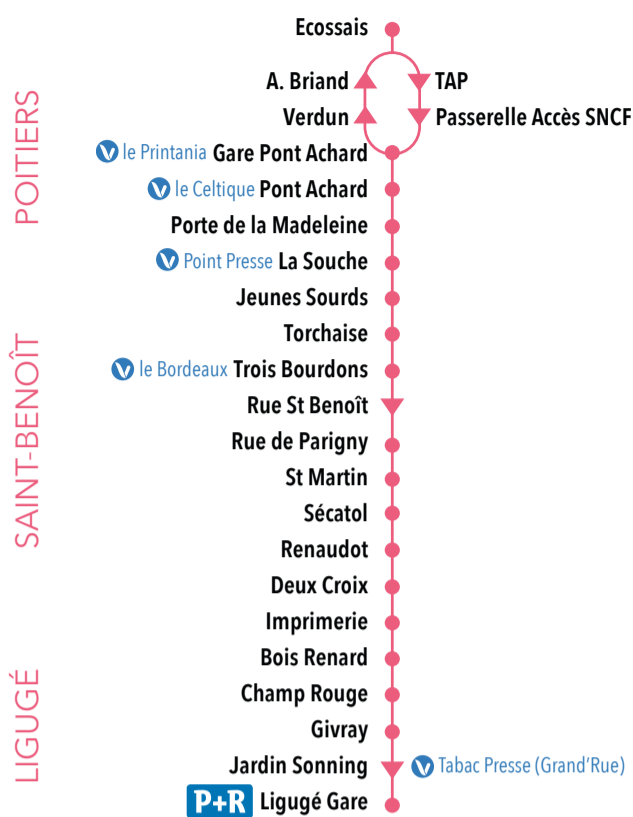 Ecossais
A. Briand
TAP
Verdun
Passerelle Accès SNCF
le Printania Gare Pont Achard
le Celtique Pont Achard
Porte de la Madeleine
Point Presse La Souche
Jeunes Sourds
Torchaise
le Bordeaux Trois Bourdons
Rue St Benoît
Rue de Parigny
St Martin
Sécatol
Renaudot
Deux Croix
Imprimerie
Bois Renard
Champ Rouge
Givray
Jardin Sonning
Tabac Presse (Grand'Rue)
P+R Ligugé Gare
POITIERS
SAINT-BENOÎT
LIGUGÉ